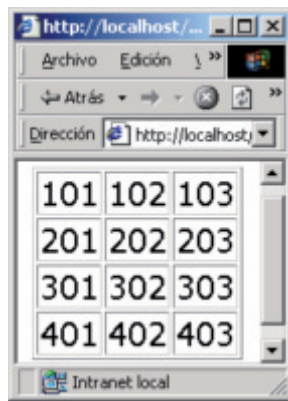 http://localhost/...
Archivo Edición »
Atrás »
Dirección http://localhost/
101 102 103
201 202 203
301 302 303
401 402 403
Intranet local